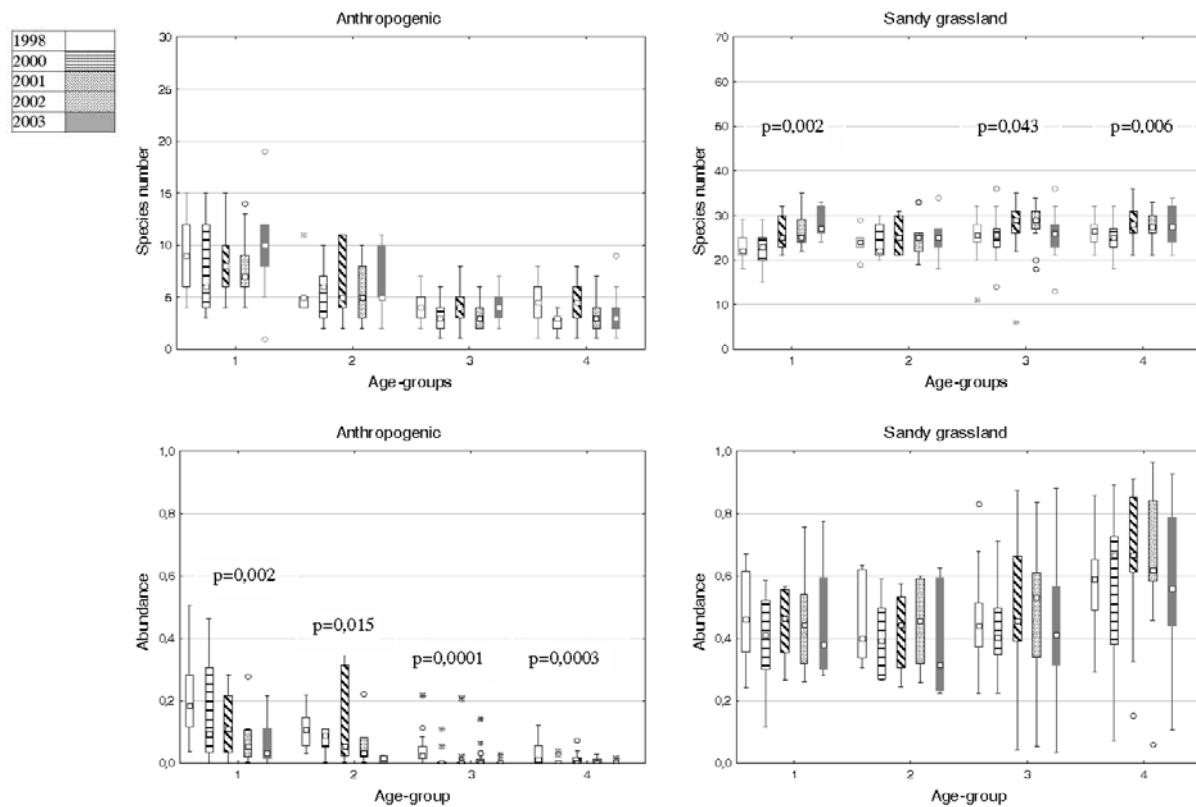 1998
2000
2001
2002
2003
Anthropogenic
Species number
30
25
20
15
10
5
0
1 2 3 4
Age-groups
Sandy grassland
Species number
70
60
50
40
30
20
10
0
p=0,002 p=0,043 p=0,006
1 2 3 4
Age-groups
Anthropogenic
Abundance
1,0
0,8
0,6
0,4
0,2
0,0
p=0,002
p=0,015
p=0,0001 p=0,0003
1 2 3 4
Age-group
Sandy grassland
Abundance
1,0
0,8
0,6
0,4
0,2
0,0
1 2 3 4
Age-group